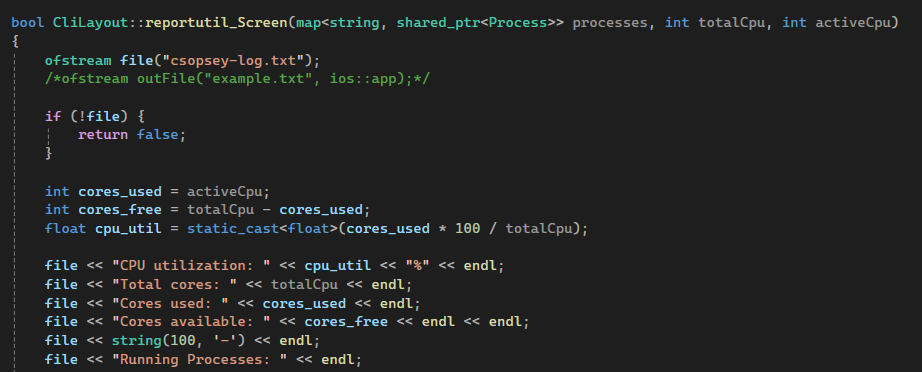 bool CliLayout::reportutil_Screen(map<string, shared_ptr<Process>> processes, int totalCpu, int activeCpu)
{
ofstream file("csopsey-log.txt");
/*ofstream outFile("example.txt", ios::app);*/
if (!file) {
return false;
}
int cores_used = activeCpu;
int cores_free = totalCpu - cores_used;
float cpu_util = static_cast<float>(cores_used * 100 / totalCpu);
file << "CPU utilization: " << cpu_util << "%" << endl;
file << "Total cores: " << totalCpu << endl;
file << "Cores used: " << cores_used << endl;
file << "Cores available: " << cores_free << endl << endl;
file << string(100, '-') << endl;
file << "Running Processes: " << endl;